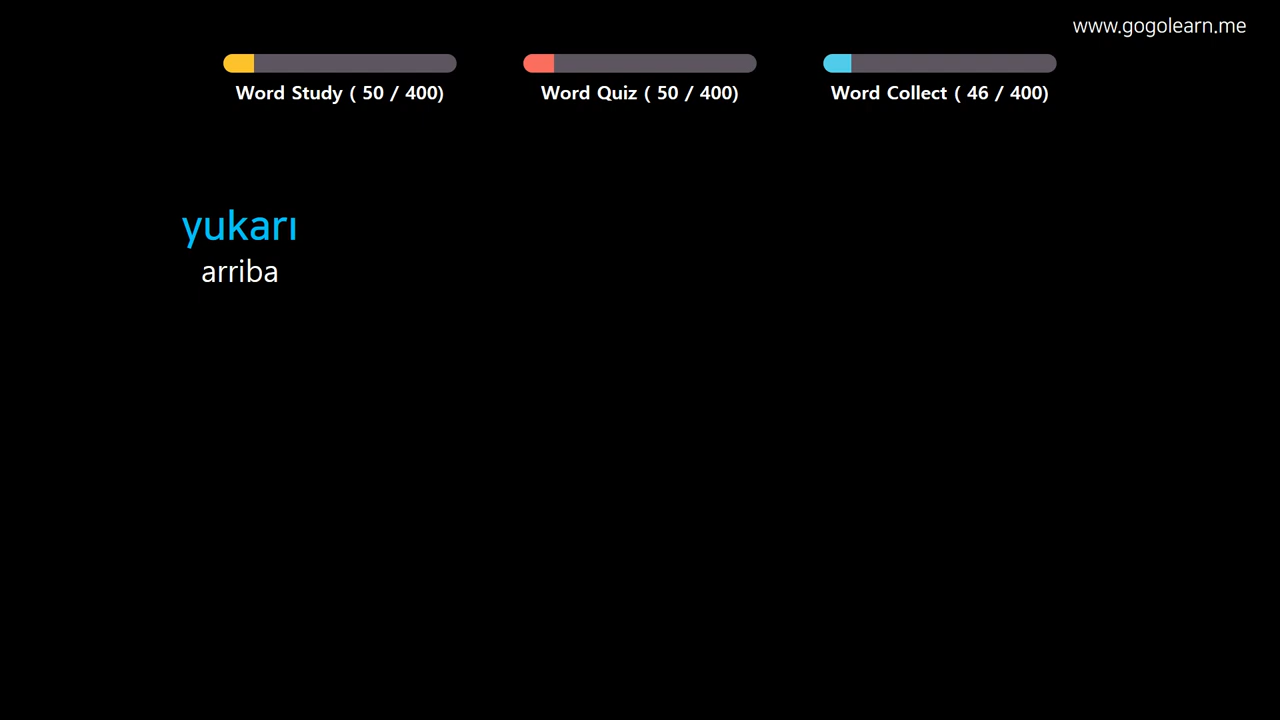 www.gogolearn.me
Word Study ( 50 / 400)
Word Quiz ( 50 / 400)
Word Collect ( 46 / 400)
yukarı
arriba